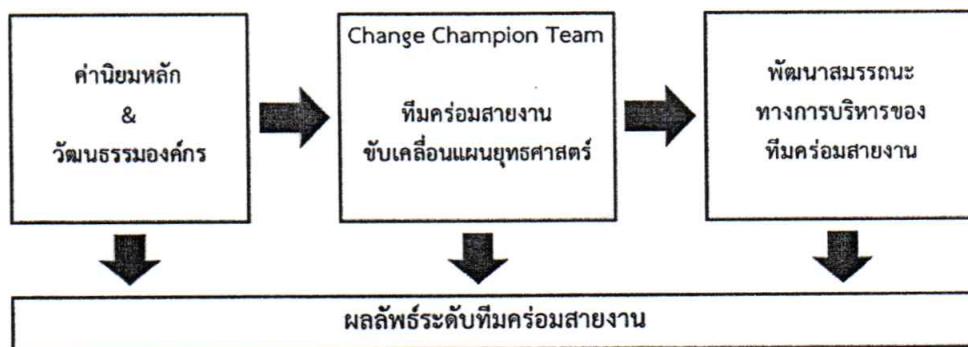 ค่านิยมหลัก
&
วัฒนธรรมองค์กร
Change Champion Team
ทีมคร่อมสายงาน
ขับเคลื่อนแผนยุทธศาสตร์
พัฒนาสมรรถนะ
ทางการบริหารของ
ทีมคร่อมสายงาน
ผลลัพธ์ระดับทีมคร่อมสายงาน